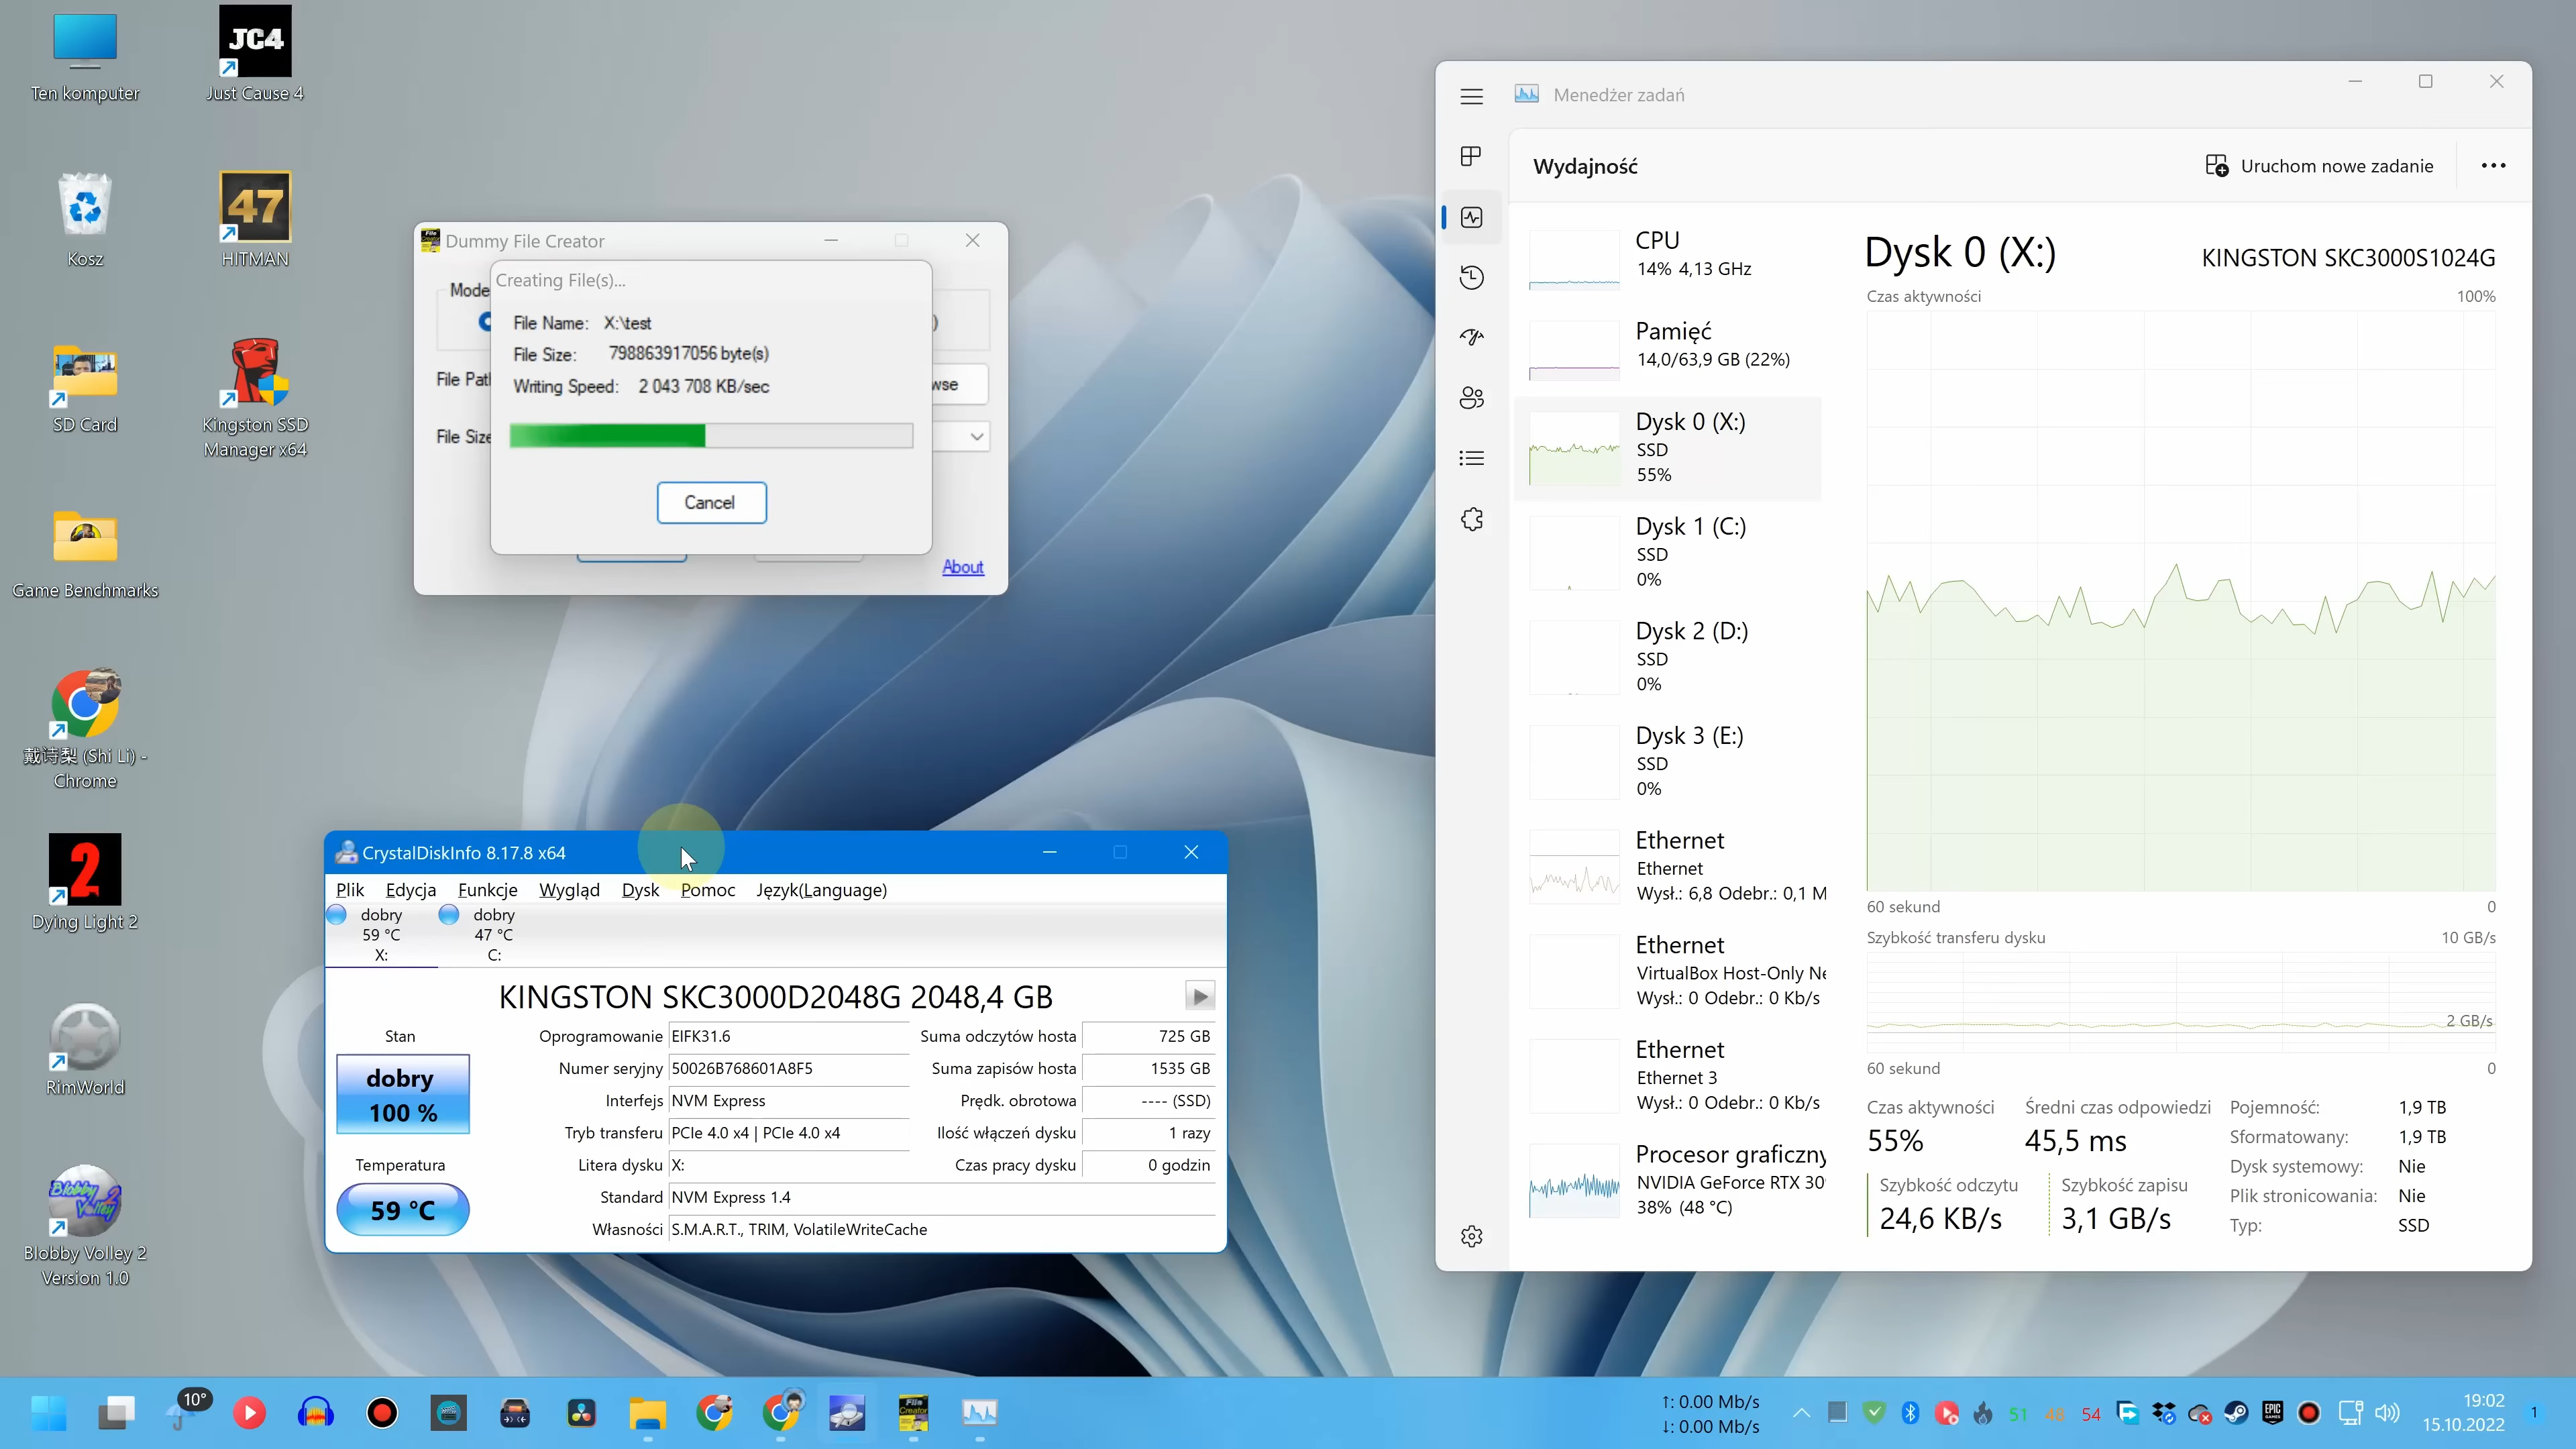 Ten komputer
JC4
Just Cause 4
Kosz
47
HITMAN
SD Card
Kingston SSD
Manager x64
Game Benchmarks
戴诗梨 (Shi Li) -
Chrome
2
Dying Light 2
RimWorld
Blobby Volley 2
Blobby Volley 2
Version 1.0
Dummy File Creator
Mode
Creating File(s)...
File Name: X:\test
File Size: 798863917056 byte(s)
Writing Speed: 2 043 708 KB/sec
File Path
wse
File Size
Cancel
About
CrystalDiskInfo 8.17.8 x64
Plik Edycja Funkcje Wygląd Dysk Pomoc Język(Language)
dobry dobry
59 °C 47 °C
X: C:
KINGSTON SKC3000D2048G 2048,4 GB
Stan
dobry
100 %
Temperatura
59 °C
Oprogramowanie EIFK31.6
Numer seryjny 50026B768601A8F5
Interfejs NVM Express
Tryb transferu PCIe 4.0 x4 | PCIe 4.0 x4
Litera dysku X:
Standard NVM Express 1.4
Własności S.M.A.R.T., TRIM, VolatileWriteCache
Suma odczytów hosta 725 GB
Suma zapisów hosta 1535 GB
Prędk. obrotowa ---- (SSD)
Ilość włączeń dysku 1 razy
Czas pracy dysku 0 godzin
Menedżer zadań
Wydajność
Uruchom nowe zadanie
CPU
14% 4,13 GHz
Pamięć
14,0/63,9 GB (22%)
Dysk 0 (X:)
SSD
55%
Dysk 1 (C:)
SSD
0%
Dysk 2 (D:)
SSD
0%
Dysk 3 (E:)
SSD
0%
Ethernet
Ethernet
Wysł.: 6,8 Odebr.: 0,1 M
Ethernet
VirtualBox Host-Only Ne
Wysł.: 0 Odebr.: 0 Kb/s
Ethernet
Ethernet 3
Wysł.: 0 Odebr.: 0 Kb/s
Procesor graficzny
NVIDIA GeForce RTX 30
38% (48 °C)
Dysk 0 (X:) KINGSTON SKC3000S1024G
Czas aktywności 100%
60 sekund 0
Szybkość transferu dysku 10 GB/s
2 GB/s
60 sekund 0
Czas aktywności
55%
Średni czas odpowiedzi
45,5 ms
Szybkość odczytu
24,6 KB/s
Szybkość zapisu
3,1 GB/s
Pojemność: 1,9 TB
Sformatowany: 1,9 TB
Dysk systemowy: Nie
Plik stronicowania: Nie
Typ: SSD
10°
File
Creator
↑: 0.00 Mb/s
↓: 0.00 Mb/s
51 48 54
EPIC
GAMES
19:02
15.10.2022
1